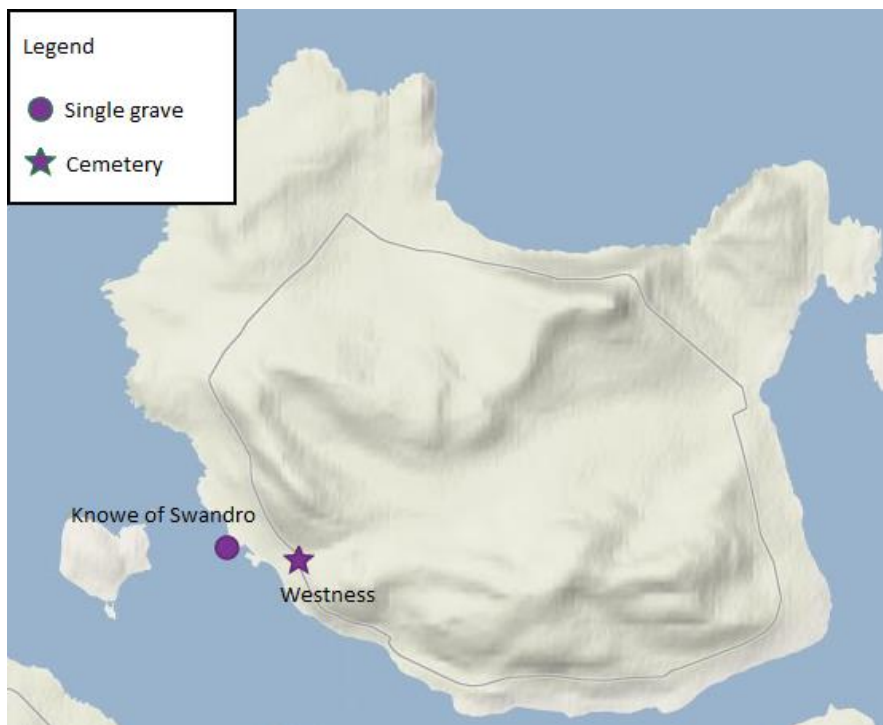 Legend
Single grave
Cemetery
Knowe of Swandro
Westness